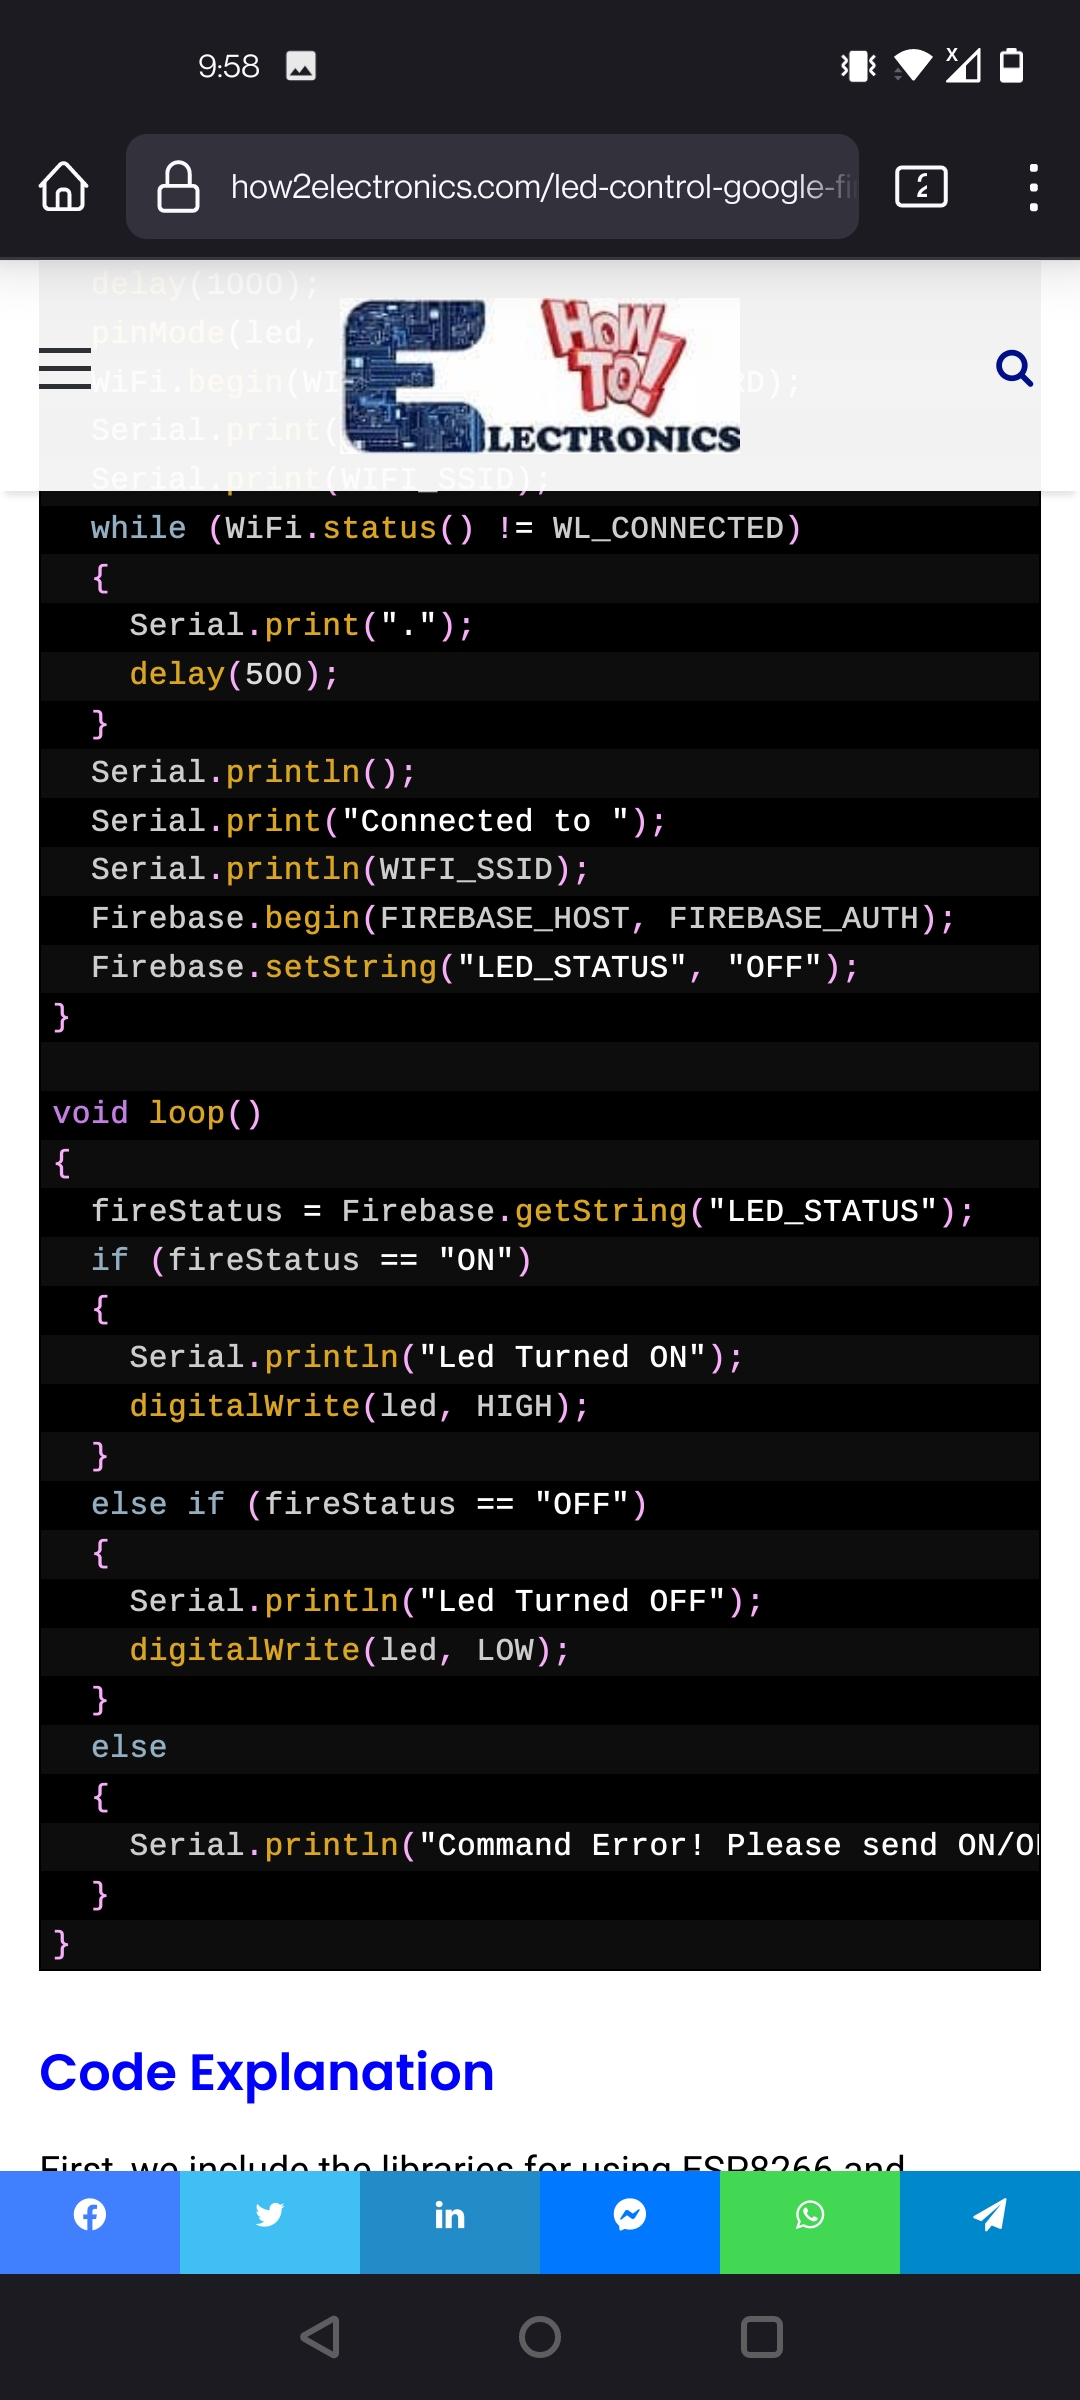 9:58
how2electronics.com/led-control-google-fi
2
delay(1000);
pinMode(led,
WiFi.begin(WI RD);
Serial.print(
Serial.print(WIFI_SSID);
HOW TO!
ELECTRONICS
while (WiFi.status() != WL_CONNECTED)
{
Serial.print(".");
delay(500);
}
Serial.println();
Serial.print("Connected to ");
Serial.println(WIFI_SSID);
Firebase.begin(FIREBASE_HOST, FIREBASE_AUTH);
Firebase.setString("LED_STATUS", "OFF");
}
void loop()
{
fireStatus = Firebase.getString("LED_STATUS");
if (fireStatus == "ON")
{
Serial.println("Led Turned ON");
digitalWrite(led, HIGH);
}
else if (fireStatus == "OFF")
{
Serial.println("Led Turned OFF");
digitalWrite(led, LOW);
}
else
{
Serial.println("Command Error! Please send ON/O
}
}
Code Explanation
First, we include the libraries for using ESP8266 and